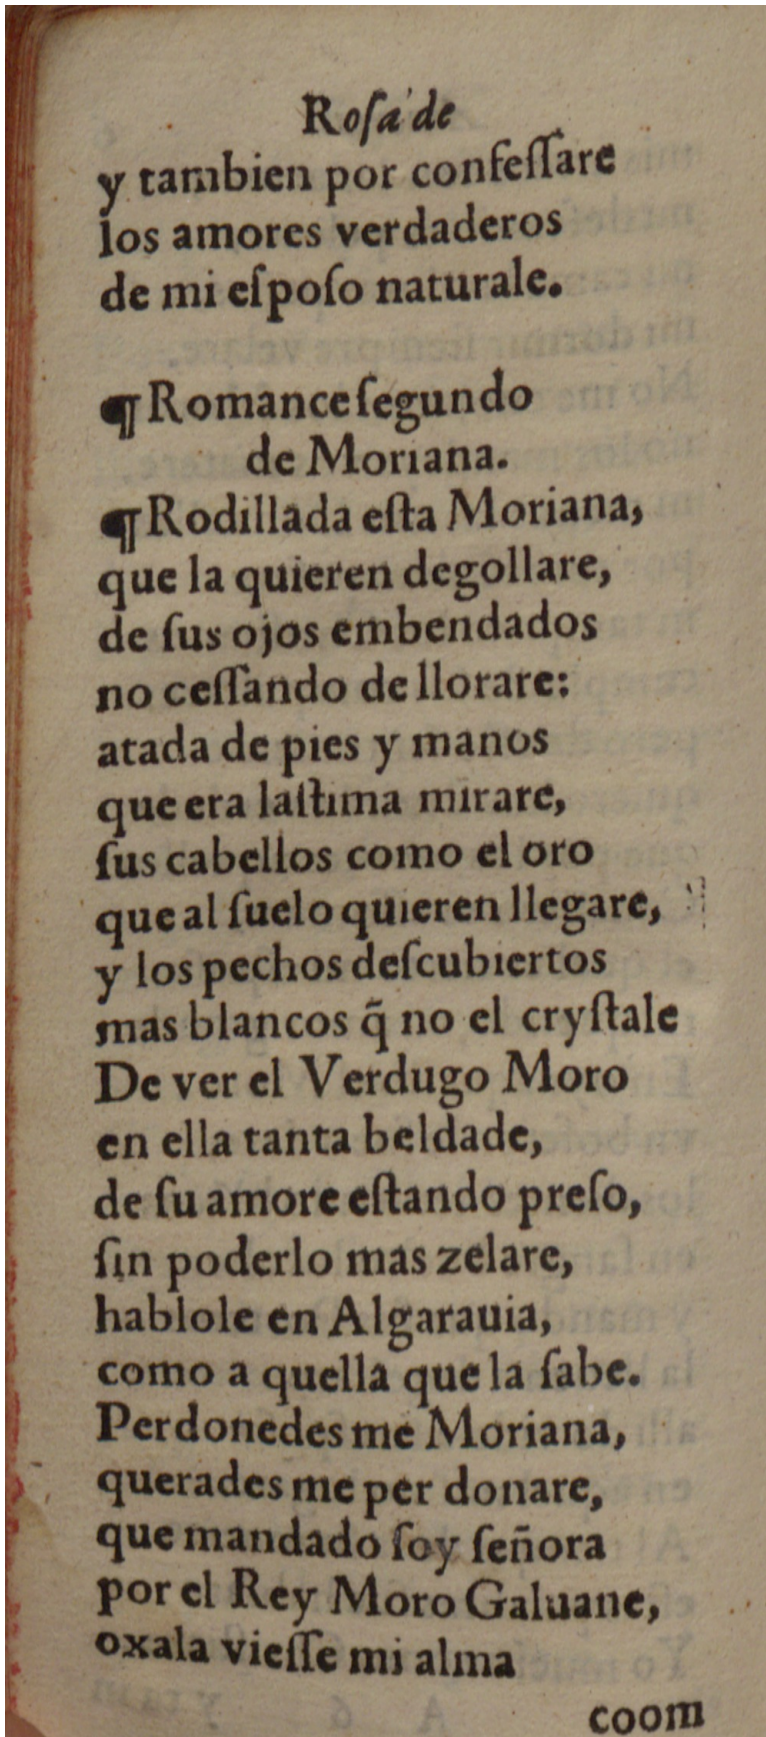 Roſa de
y tambien por confeſſare
los amores verdaderos
de mi eſpoſo naturale.
¶ Romance ſegundo
de Moriana.
¶ Rodillada eſta Moriana,
que la quieren degollare,
de ſus ojos embendados
no ceſſando de llorare:
atada de pies y manos
que era laſtima mirare,
ſus cabellos como el oro
que al ſuelo quieren llegare,
y los pechos deſcubiertos
mas blancos q̃ no el cryſtale
De ver el Verdugo Moro
en ella tanta beldade,
de ſu amore eſtando preſo,
ſin poderlo mas zelare,
hablole en Algarauia,
como a quella que la ſabe.
Perdonedes me Moriana,
querades me per donare,
que mandado ſoy ſeñora
por el Rey Moro Galuane,
oxala vieſſe mi alma
coom